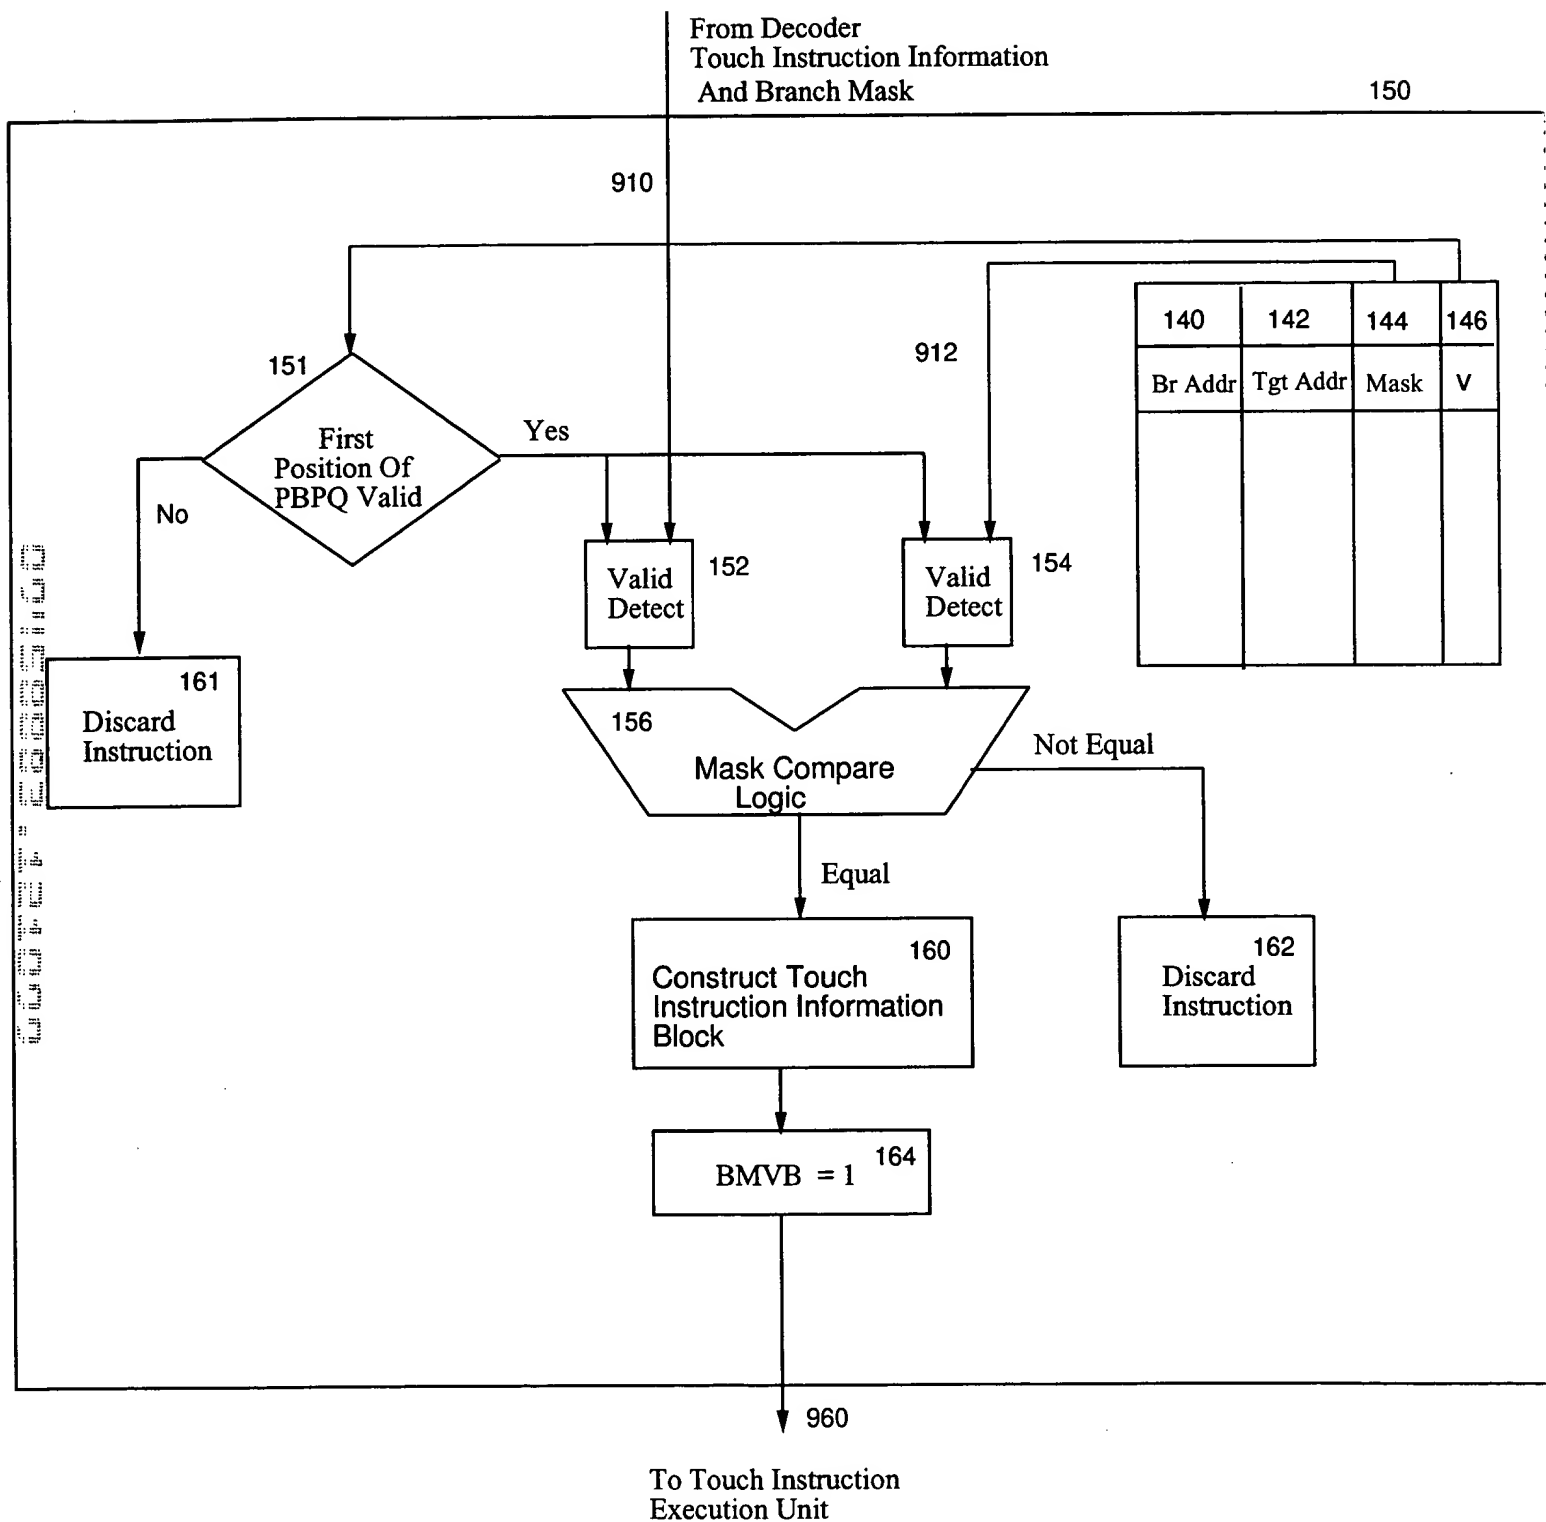 From Decoder
Touch Instruction Information
And Branch Mask
150
910
140 142 144 146
Br Addr Tgt Addr Mask V
912
151
First
Position Of
PBPQ Valid
Yes
No
Valid
Detect
152
Valid
Detect
154
161
Discard
Instruction
156
Mask Compare
Logic
Not Equal
Equal
160
Construct Touch
Instruction Information
Block
162
Discard
Instruction
164
BMVB = 1
960
To Touch Instruction
Execution Unit